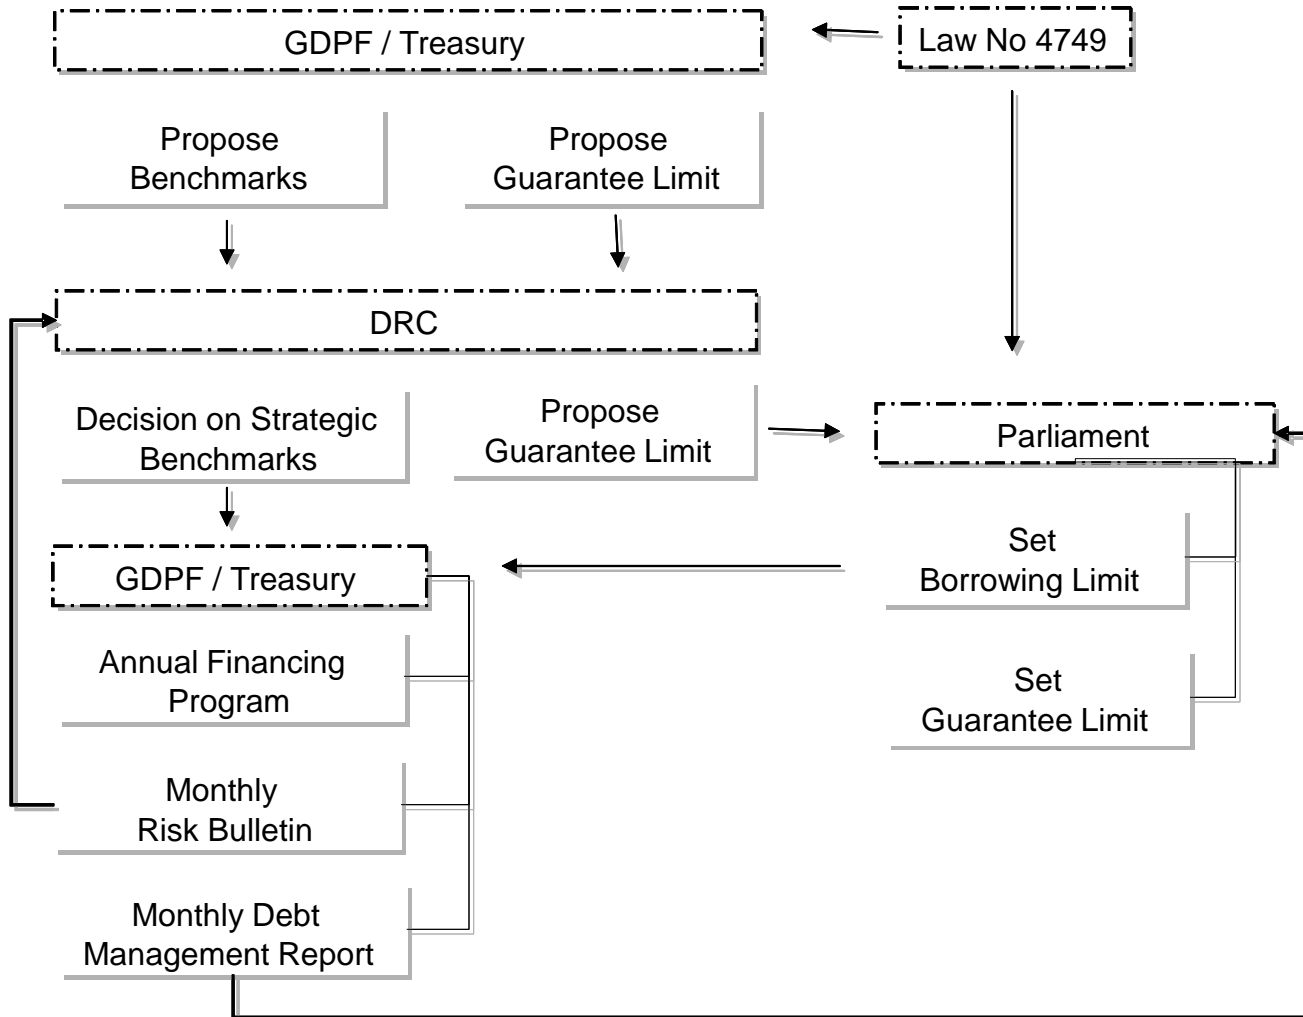 GDPF / Treasury
Law No 4749
Propose
Benchmarks
Propose
Guarantee Limit
DRC
Decision on Strategic
Benchmarks
Propose
Guarantee Limit
Parliament
GDPF / Treasury
Set
Borrowing Limit
Annual Financing
Program
Set
Guarantee Limit
Monthly
Risk Bulletin
Monthly Debt
Management Report